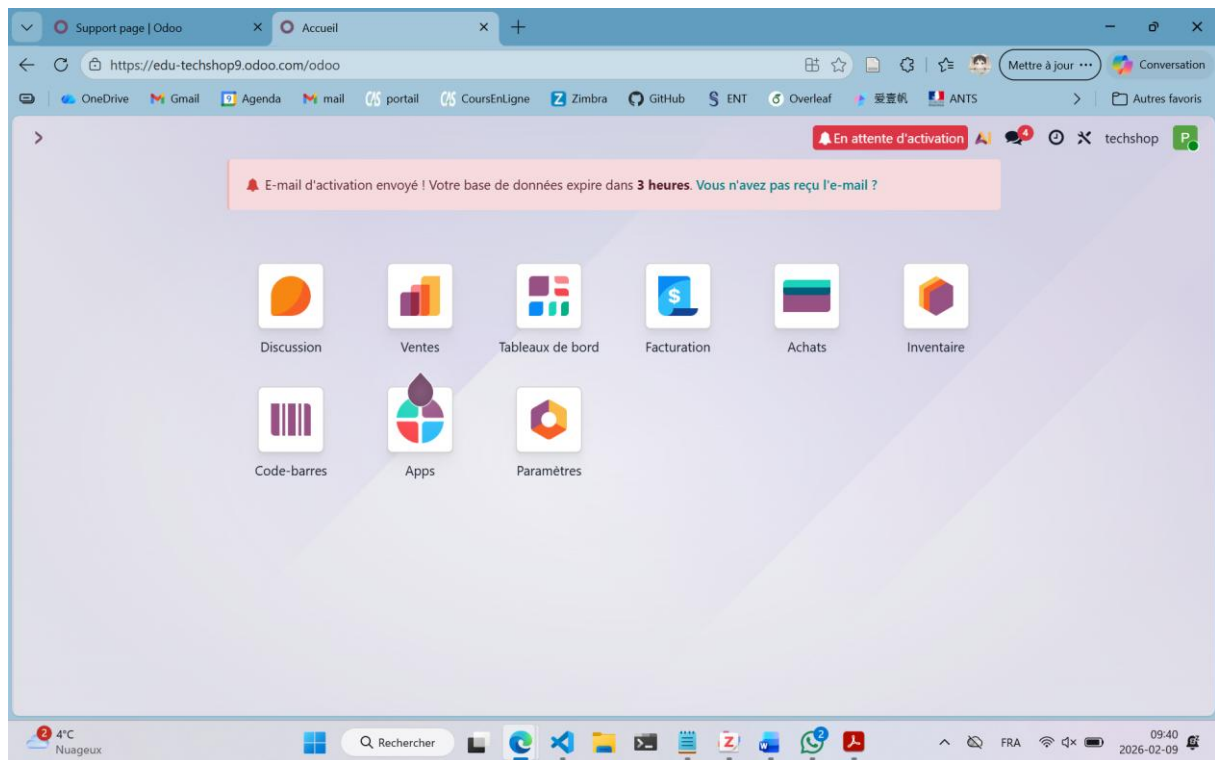 Support page | Odoo
Accueil
https://edu-techshop9.odoo.com/odoo
Mettre à jour
Conversation
OneDrive
Gmail
9 Agenda
mail
portail
CoursEnLigne
Z Zimbra
GitHub
S ENT
Overleaf
爱壹帆
ANTS
Autres favoris
En attente d'activation
4
techshop
P
E-mail d'activation envoyé ! Votre base de données expire dans 3 heures. Vous n'avez pas reçu l'e-mail ?
Discussion
Ventes
Tableaux de bord
Facturation
Achats
Inventaire
Code-barres
Apps
Paramètres
2
4°C
Nuageux
Rechercher
2
FRA
09:40
2026-02-09